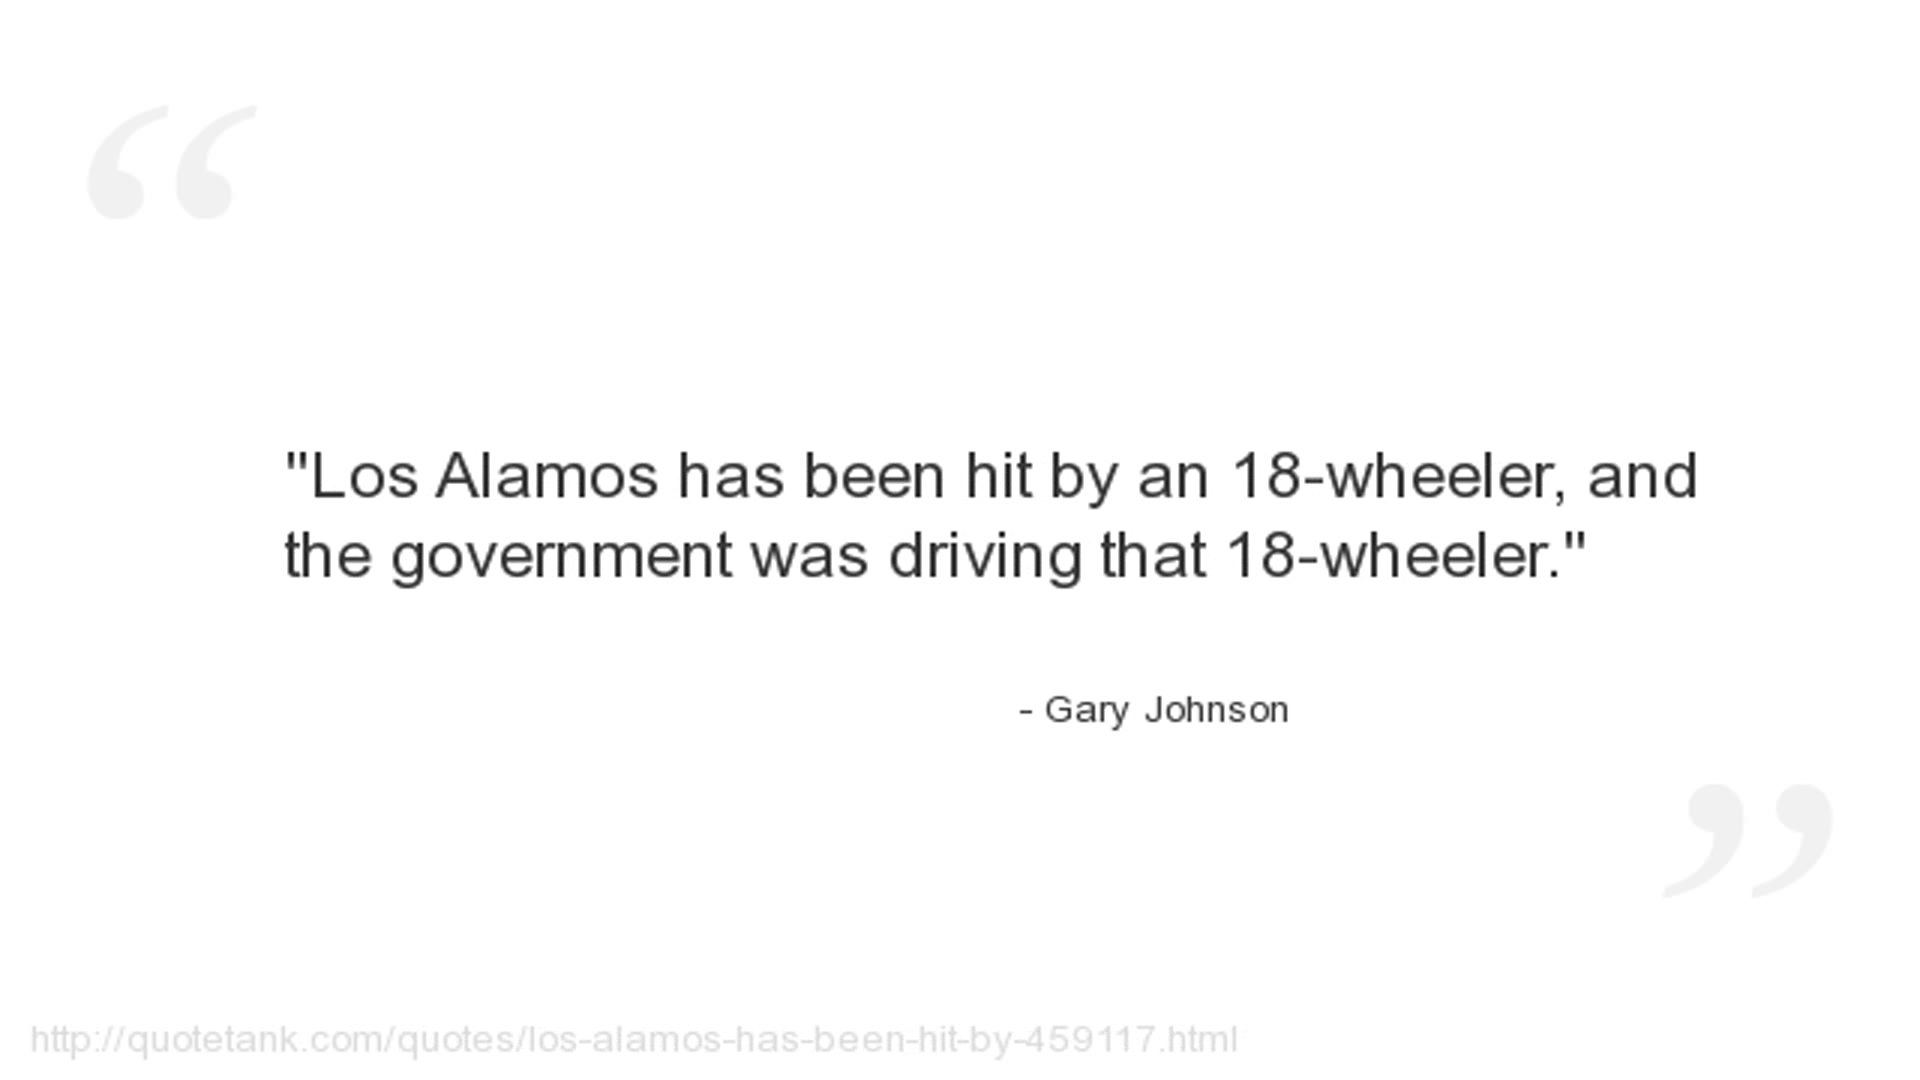 "Los Alamos has been hit by an 18-wheeler, and
the government was driving that 18-wheeler."
- Gary Johnson
http://quotetank.com/quotes/los-alamos-has-been-hit-by-459117.html